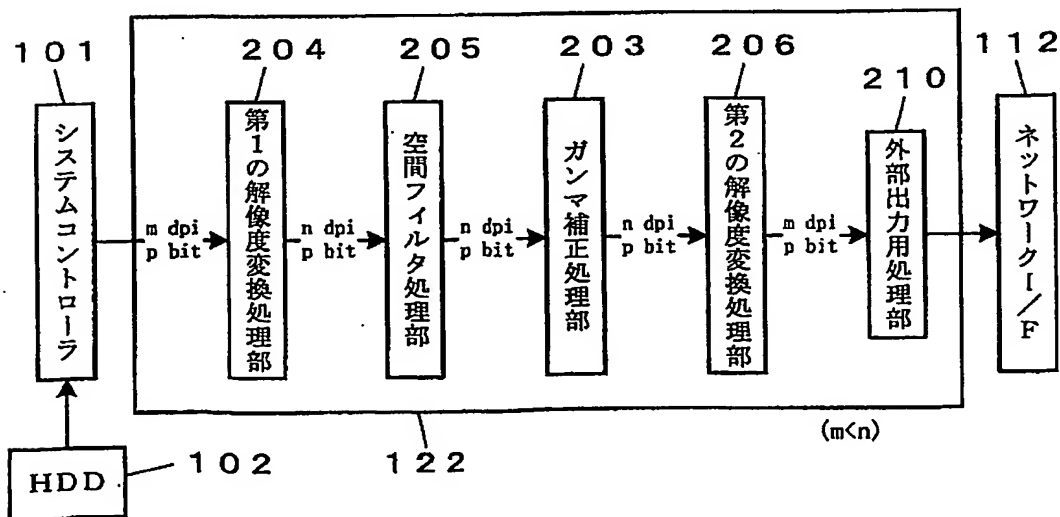 101
204
205
203
206
210
112
システムコントローラ
m dpi
p bit
第1の解像度変換処理部
n dpi
p bit
空間フィルタ処理部
n dpi
p bit
ガンマ補正処理部
n dpi
p bit
第2の解像度変換処理部
m dpi
p bit
外部出力用処理部
ネットワークI/F
(m<n)
HDD
102
122